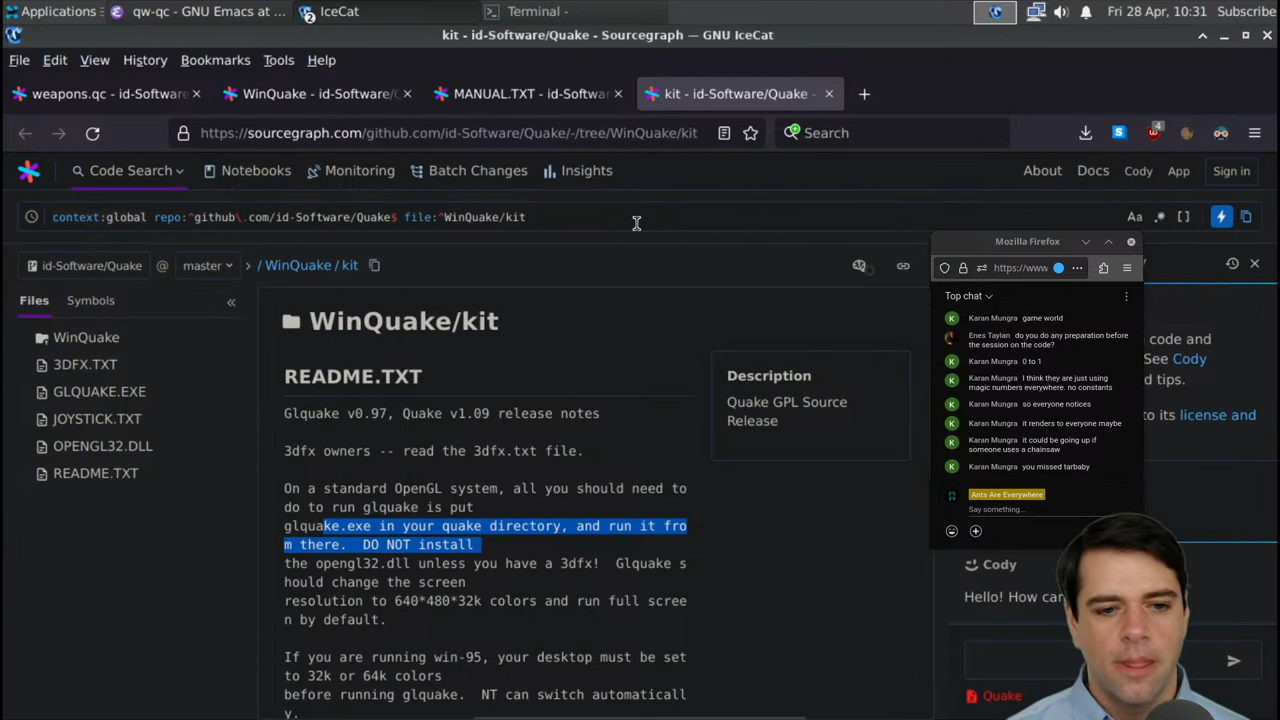 Applications
qw-qc - GNU Emacs at ...
2
IceCat
Terminal -
Fri 28 Apr, 10:31
Subscribe
kit - id-Software/Quake - Sourcegraph — GNU IceCat
File Edit View History Bookmarks Tools Help
weapons.qc - id-Software
WinQuake - id-Software/Q
MANUAL.TXT - id-Softwa
kit - id-Software/Quake -
https://sourcegraph.com/github.com/id-Software/Quake/-/tree/WinQuake/kit
Search
4
Code Search
Notebooks
Monitoring
Batch Changes
Insights
About
Docs
Cody
App
Sign in
context:global repo:^github\.com/id-Software/Quake$ file:^WinQuake/kit
Aa .* []
id-Software/Quake @ master / WinQuake / kit
Files
Symbols
«
WinQuake
3DFX.TXT
GLQUAKE.EXE
JOYSTICK.TXT
OPENGL32.DLL
README.TXT
WinQuake/kit
README.TXT
Glquake v0.97, Quake v1.09 release notes
3dfx owners -- read the 3dfx.txt file.
On a standard OpenGL system, all you should need to
do to run glquake is put
glquake.exe in your quake directory, and run it fro
m there.  DO NOT install
the opengl32.dll unless you have a 3dfx!  Glquake s
hould change the screen
resolution to 640*480*32k colors and run full scree
n by default.
If you are running win-95, your desktop must be set
to 32k or 64k colors
before running glquake.  NT can switch automaticall
y.
Description
Quake GPL Source
Release
Mozilla Firefox
https://www
Top chat
K Karan Mungra game world
Enes Taylan do you do any preparation before
the session on the code?
K Karan Mungra 0 to 1
K Karan Mungra I think they are just using
magic numbers everywhere. no constants
K Karan Mungra so everyone notices
K Karan Mungra it renders to everyone maybe
K Karan Mungra it could be going up if
someone uses a chainsaw
K Karan Mungra you missed tarbaby
Ants Are Everywhere
Say something...
code and
See Cody
d tips.
to its license and
Cody
Hello! How can
Quake